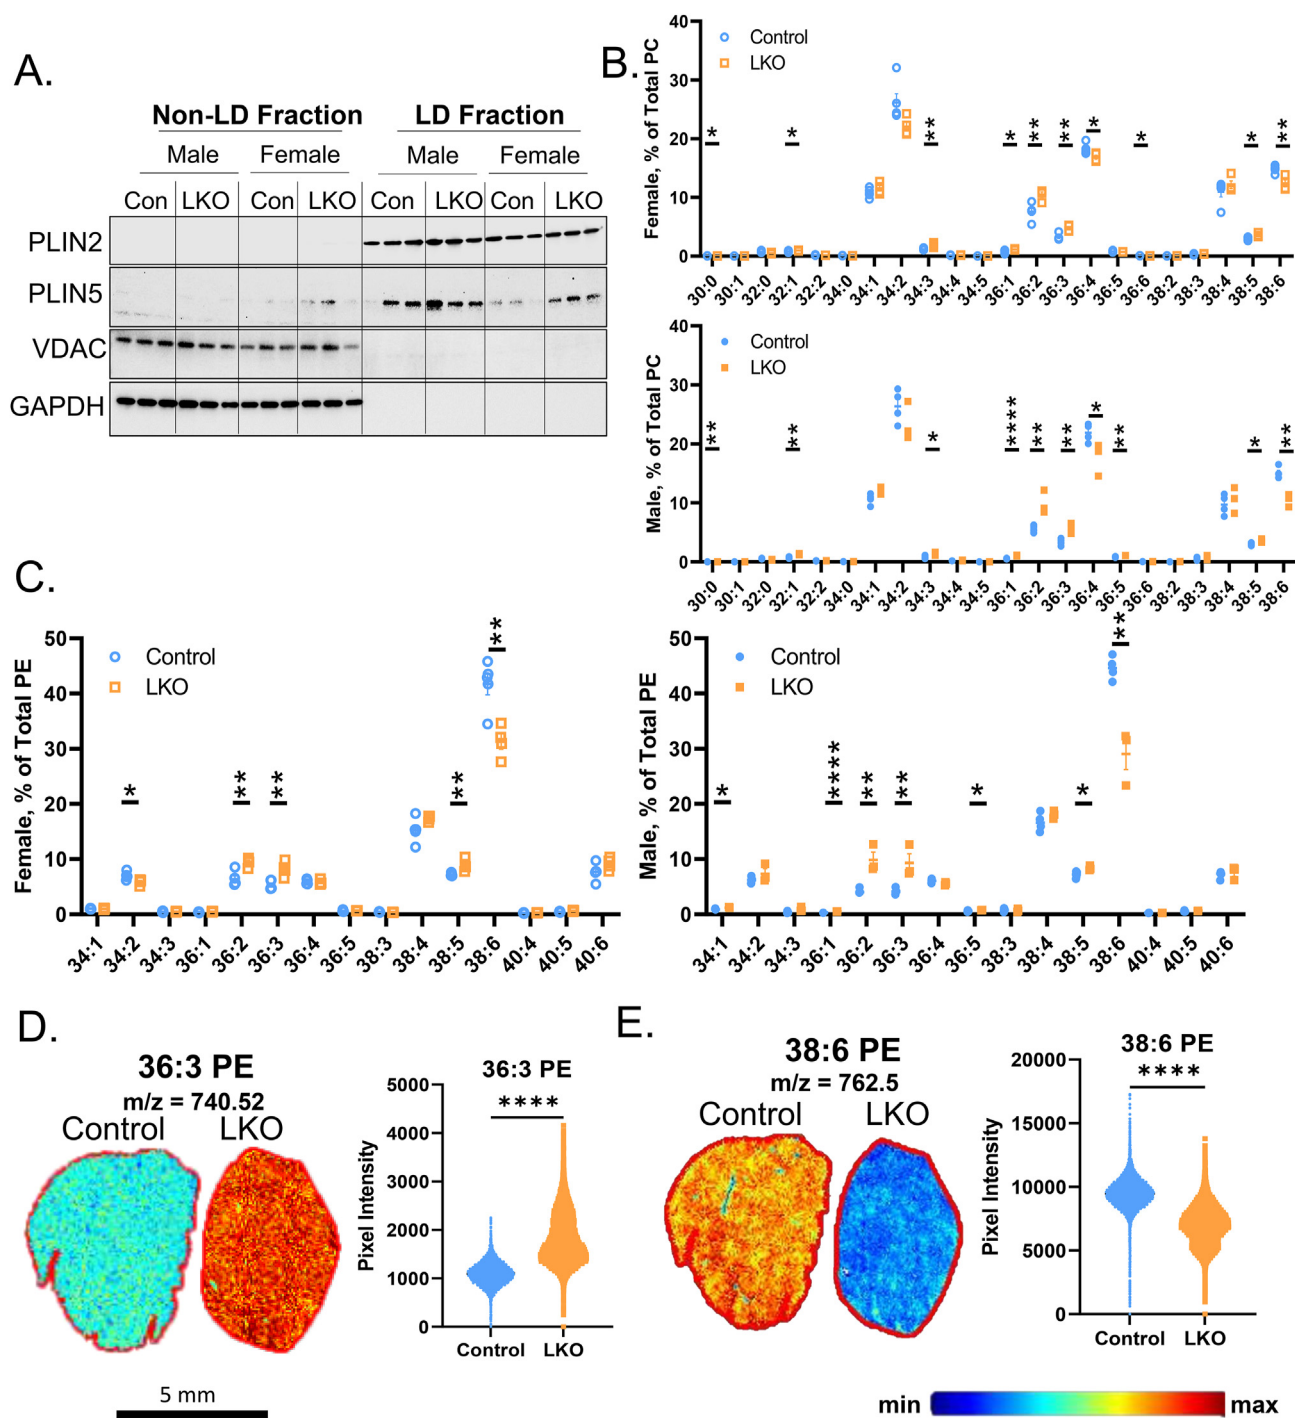 A.
Non-LD Fraction LD Fraction
Male Female Male Female
Con LKO Con LKO Con LKO Con LKO
PLIN2
PLIN5
VDAC
GAPDH
B.
Female, % of Total PC
40
30
20
10
0
Control
LKO
* * ** * ** ** * * * **
30:0 30:1 32:0 32:1 32:2 34:0 34:1 34:2 34:3 34:4 34:5 36:1 36:2 36:3 36:4 36:5 36:6 38:2 38:3 38:4 38:5 38:6
Male, % of Total PC
40
30
20
10
0
Control
LKO
** ** * **** ** ** * ** * **
30:0 30:1 32:0 32:1 32:2 34:0 34:1 34:2 34:3 34:4 34:5 36:1 36:2 36:3 36:4 36:5 36:6 38:2 38:3 38:4 38:5 38:6
C.
Female, % of Total PE
50
40
30
20
10
0
Control
LKO
* ** ** ** **
34:1 34:2 34:3 36:1 36:2 36:3 36:4 36:5 38:3 38:4 38:5 38:6 40:4 40:5 40:6
Male, % of Total PE
50
40
30
20
10
0
Control
LKO
* **** ** ** * * **
34:1 34:2 34:3 36:1 36:2 36:3 36:4 36:5 38:3 38:4 38:5 38:6 40:4 40:5 40:6
D.
36:3 PE
m/z = 740.52
Control LKO
5 mm
36:3 PE
****
Pixel Intensity
5000
4000
3000
2000
1000
0
Control LKO
E.
38:6 PE
m/z = 762.5
Control LKO
38:6 PE
****
Pixel Intensity
20000
15000
10000
5000
0
Control LKO
min max